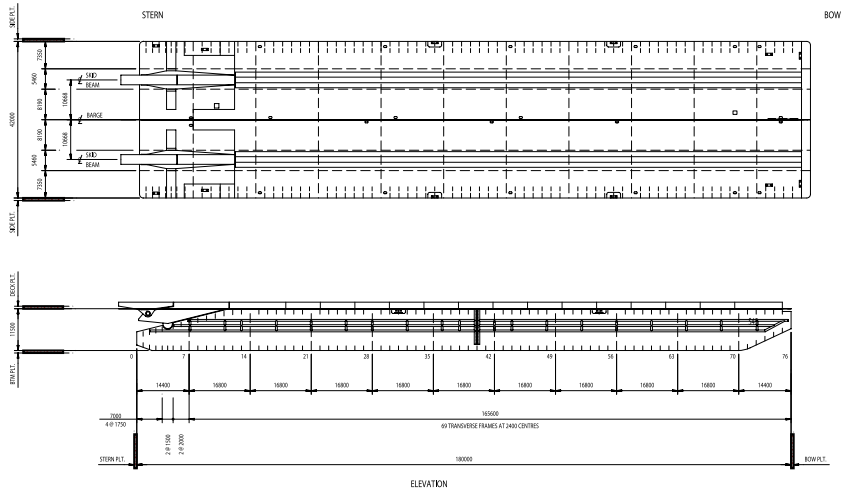 STERN
BOW
SIDE PLT.
7350
5460
SKID
BEAM
8190
10668
42000
BARGE
8190
10668
5460
SKID
BEAM
7350
SIDE PLT.
DECK PLT.
11500
BTM PLT.
0 7 14 21 28 35 42 49 56 63 70 76
14400 16800 16800 16800 16800 16800 16800 16800 16800 16800 14400
7000
4 @ 1750
2 @ 1500
2 @ 2000
165600
69 TRANSVERSE FRAMES AT 2400 CENTRES
STERN PLT.
180000
BOW PLT.
ELEVATION